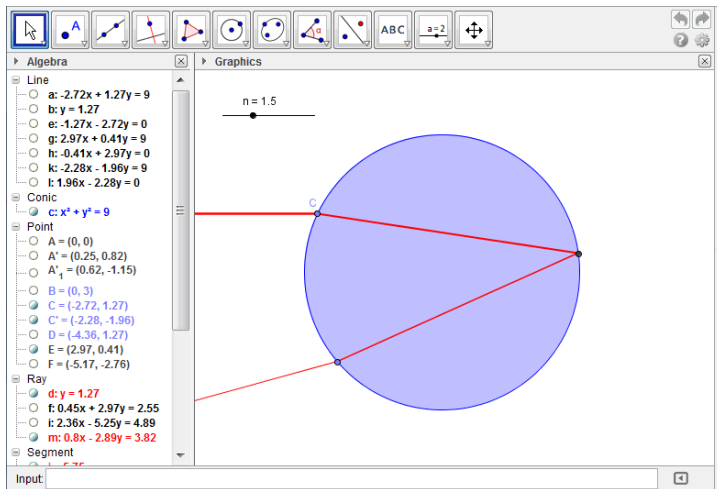 ABC
a=2
Algebra
Graphics
Line
a: -2.72x + 1.27y = 9
b: y = 1.27
e: -1.27x - 2.72y = 0
g: 2.97x + 0.41y = 9
h: -0.41x + 2.97y = 0
k: -2.28x - 1.96y = 9
l: 1.96x - 2.28y = 0
Conic
c: x² + y² = 9
Point
A = (0, 0)
A' = (0.25, 0.82)
A'₁ = (0.62, -1.15)
B = (0, 3)
C = (-2.72, 1.27)
C' = (-2.28, -1.96)
D = (-4.36, 1.27)
E = (2.97, 0.41)
F = (-5.17, -2.76)
Ray
d: y = 1.27
f: 0.45x + 2.97y = 2.55
i: 2.36x - 5.25y = 4.89
m: 0.8x - 2.89y = 3.82
Segment
n = 1.5
C
Input: